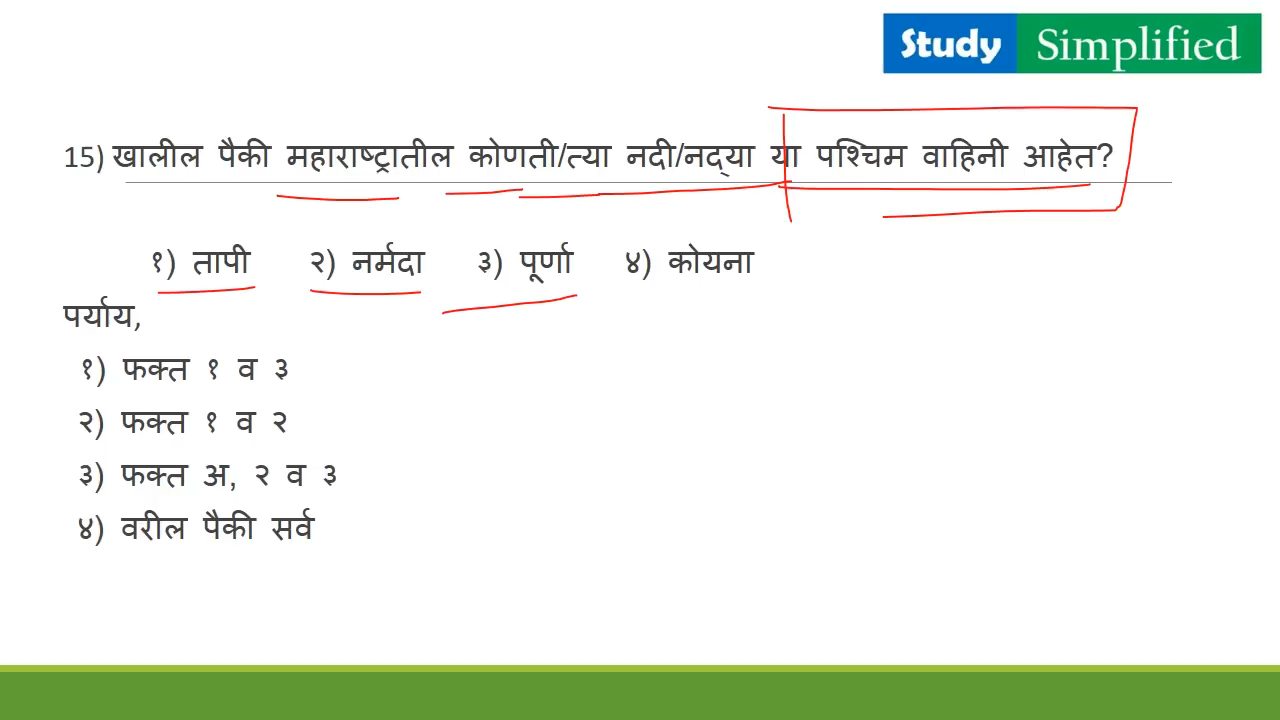 Study Simplified
15) खालील पैकी महाराष्ट्रातील कोणती/त्या नदी/नद्‌या या पश्चिम वाहिनी आहेत?
१) तापी २) नर्मदा ३) पूर्णा ४) कोयना
पर्याय,
१) फक्त १ व ३
२) फक्त १ व २
३) फक्त अ, २ व ३
४) वरील पैकी सर्व